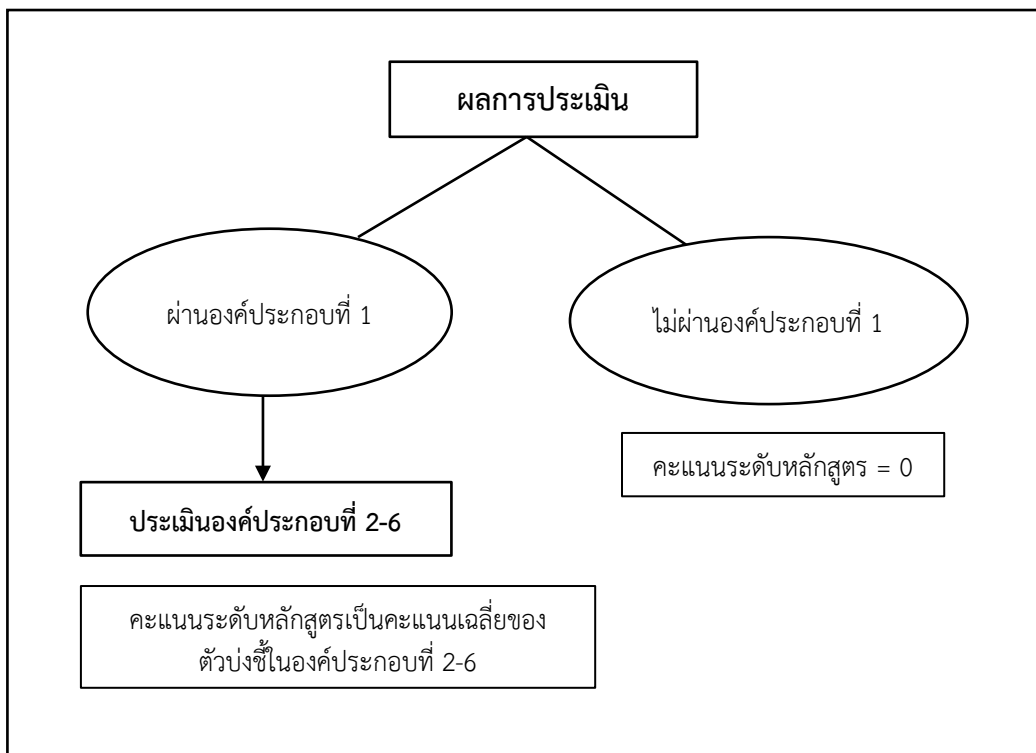 ผลการประเมิน
ผ่านองค์ประกอบที่ 1
ไม่ผ่านองค์ประกอบที่ 1
คะแนนระดับหลักสูตร = 0
ประเมินองค์ประกอบที่ 2-6
คะแนนระดับหลักสูตรเป็นคะแนนเฉลี่ยของ
ตัวบ่งชี้ในองค์ประกอบที่ 2-6